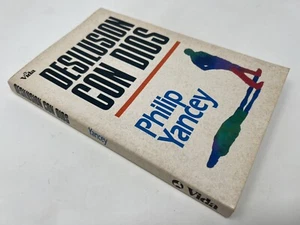 Vida
DESILUSION
CON DIOS
Philip
Yancey
DESILUSION CON DIOS
Yancey
Vida